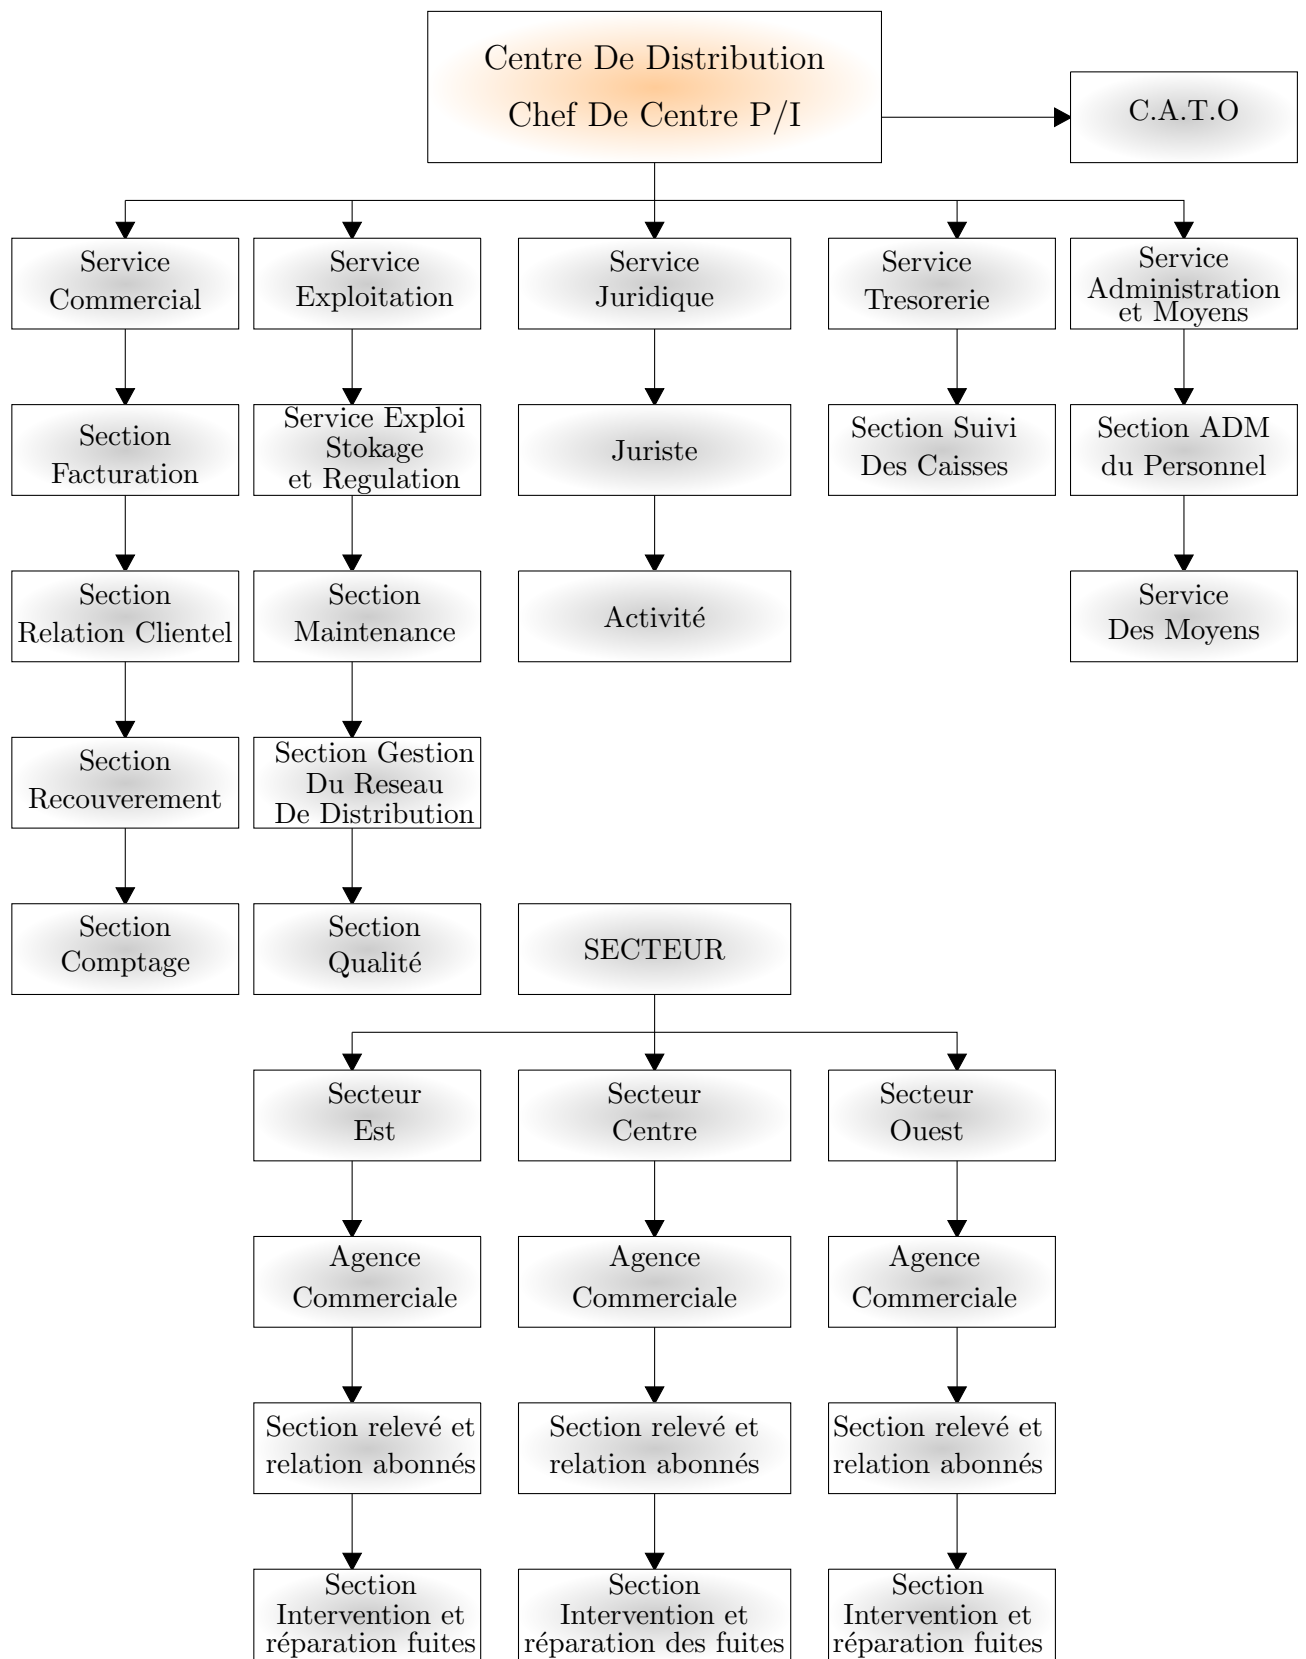 Centre De Distribution
Chef De Centre P/I
C.A.T.O
Service
Commercial
Service
Exploitation
Service
Juridique
Service
Tresorerie
Service
Administration
et Moyens
Section
Facturation
Service Exploi
Stokage
et Regulation
Juriste
Section Suivi
Des Caisses
Section ADM
du Personnel
Section
Relation Clientel
Section
Maintenance
Activité
Service
Des Moyens
Section
Recouverement
Section Gestion
Du Reseau
De Distribution
Section
Comptage
Section
Qualité
SECTEUR
Secteur
Est
Secteur
Centre
Secteur
Ouest
Agence
Commerciale
Agence
Commerciale
Agence
Commerciale
Section relevé et
relation abonnés
Section relevé et
relation abonnés
Section relevé et
relation abonnés
Section
Intervention et
réparation fuites
Section
Intervention et
réparation des fuites
Section
Intervention et
réparation fuites